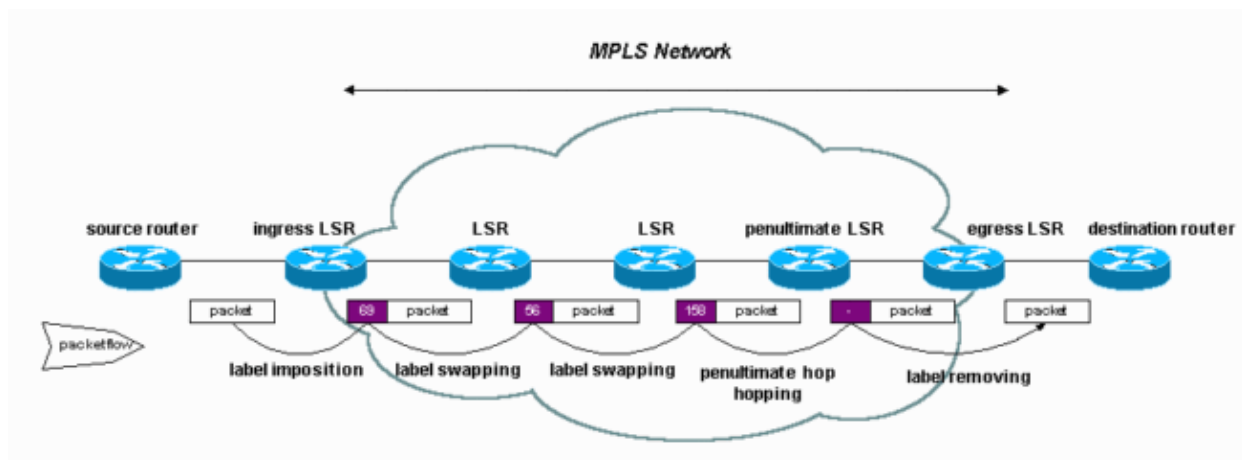 MPLS Network
source router
ingress LSR
LSR
LSR
penultimate LSR
egress LSR
destination router
packet
69 packet
56 packet
158 packet
- packet
packet
packetflow
label imposition
label swapping
label swapping
penultimate hop
hopping
label removing